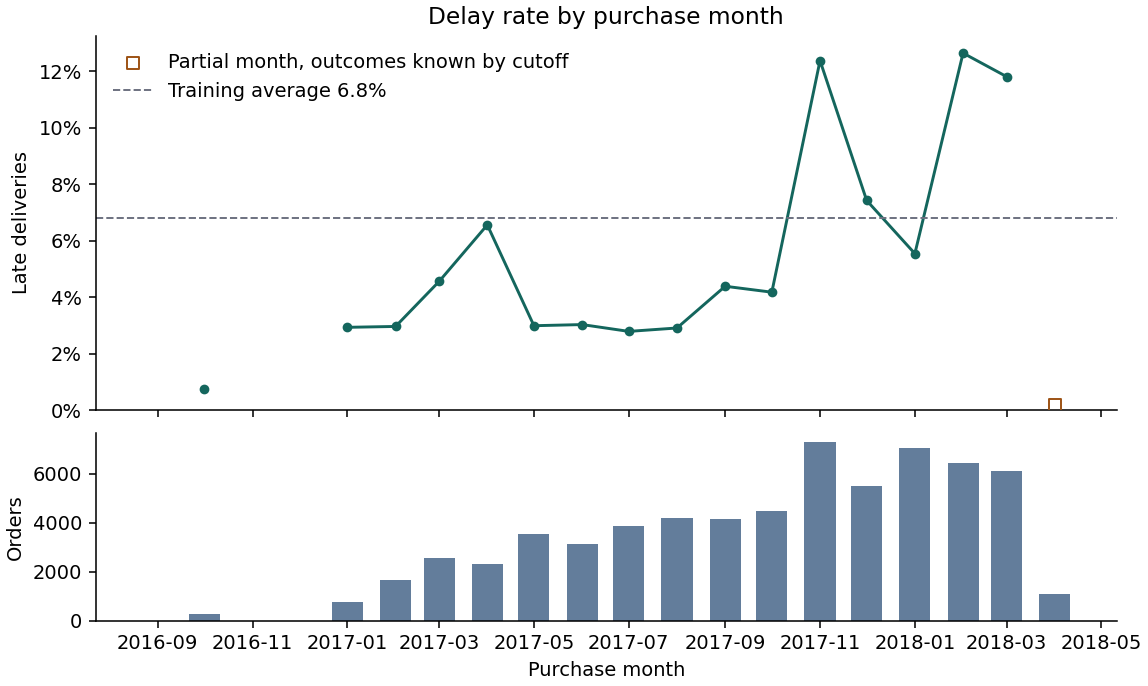 Delay rate by purchase month
Partial month, outcomes known by cutoff
Training average 6.8%
Late deliveries
12%
10%
8%
6%
4%
2%
0%
Orders
6000
4000
2000
0
2016-09 2016-11 2017-01 2017-03 2017-05 2017-07 2017-09 2017-11 2018-01 2018-03 2018-05
Purchase month